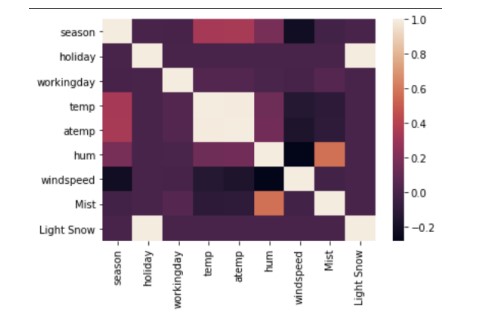 season
holiday
workingday
temp
atemp
hum
windspeed
Mist
Light Snow
season
holiday
workingday
temp
atemp
hum
windspeed
Mist
Light Snow
1.0
0.8
0.6
0.4
0.2
0.0
−0.2